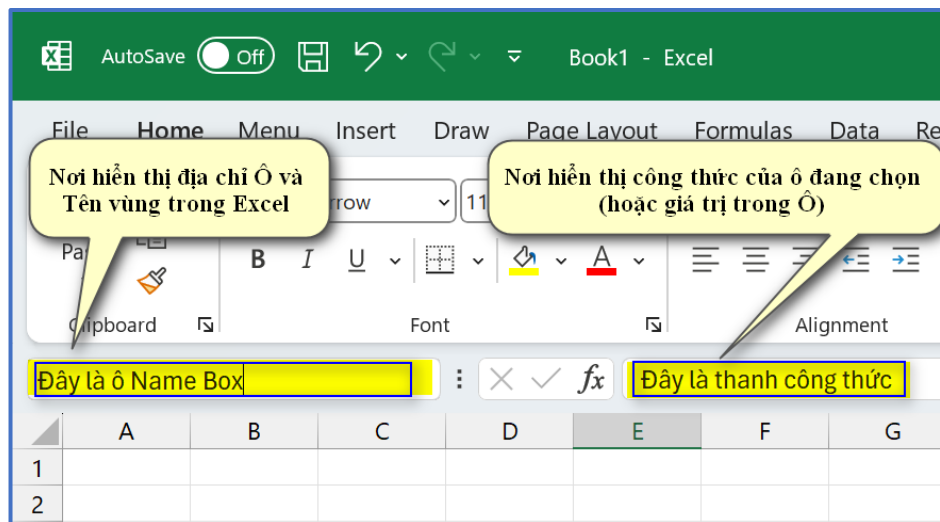 AutoSave Off Book1 - Excel
File Home Menu Insert Draw Page Layout Formulas Data Re
Nơi hiển thị địa chỉ Ô và
Tên vùng trong Excel
Nơi hiển thị công thức của ô đang chọn
(hoặc giá trị trong Ô)
rrow 11
Pa B I U A
Clipboard Font Alignment
Đây là ô Name Box fx Đây là thanh công thức
A B C D E F G
1
2